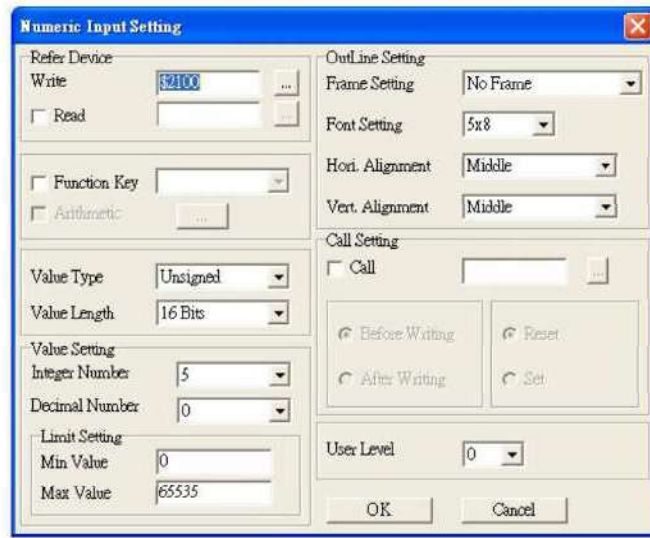 Numeric Input Setting
Refer Device
Write $2100 ...
Read ...
Function Key
Arithmetic ...
Value Type Unsigned
Value Length 16 Bits
Value Setting
Integer Number 5
Decimal Number 0
Limit Setting
Min Value 0
Max Value 65535
OutLine Setting
Frame Setting No Frame
Font Setting 5x8
Hori. Alignment Middle
Vert. Alignment Middle
Call Setting
Call ...
Before Writing
After Writing
Reset
Set
User Level 0
OK Cancel